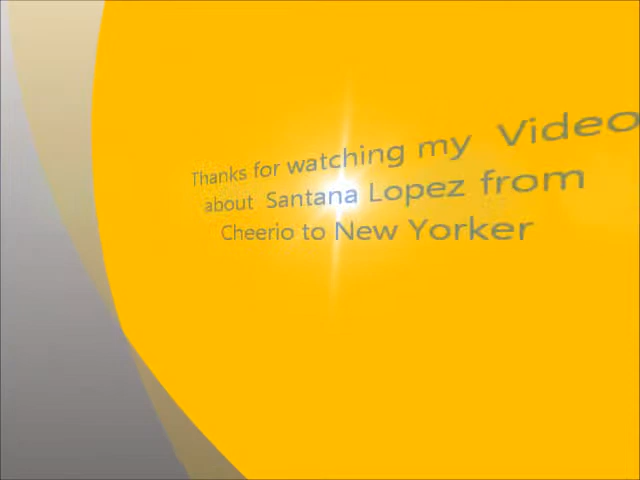 Thanks for watching my Video
about Santana Lopez from
Cheerio to New Yorker